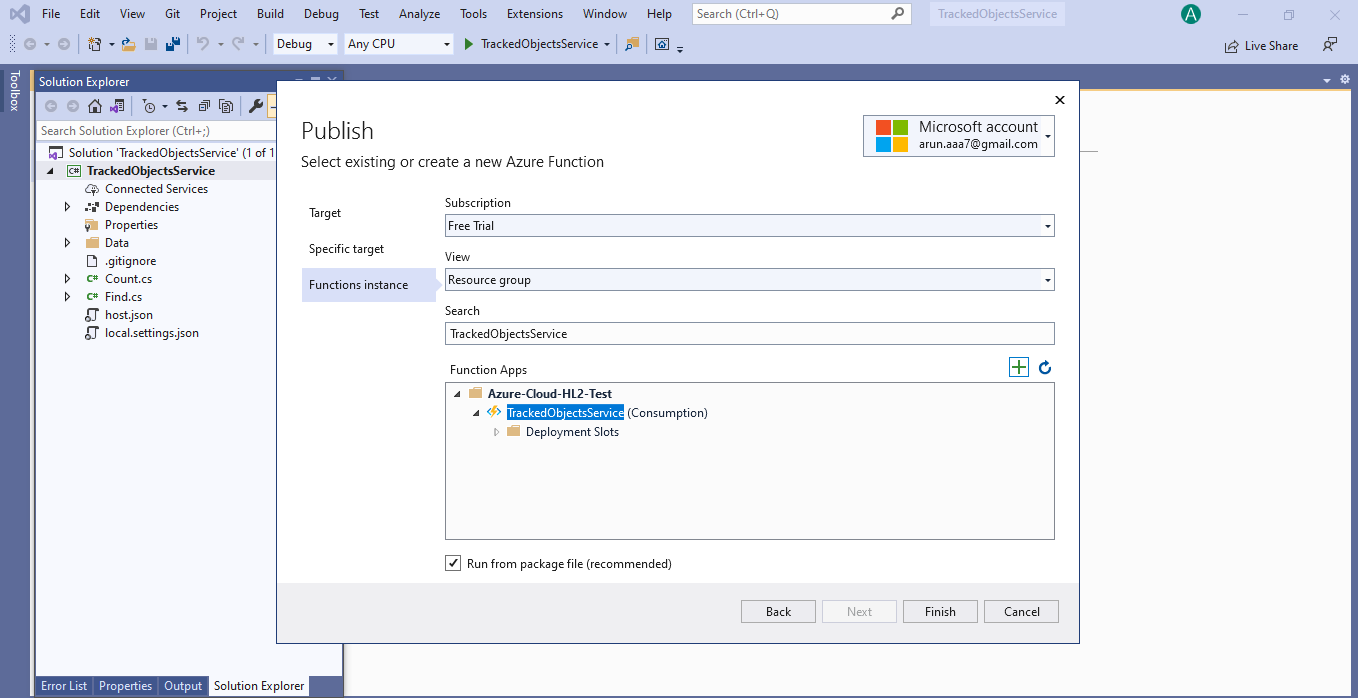 File Edit View Git Project Build Debug Test Analyze Tools Extensions Window Help Search (Ctrl+Q) TrackedObjectsService A
Debug Any CPU TrackedObjectsService Live Share
Toolbox
Solution Explorer
Search Solution Explorer (Ctrl+;)
Solution 'TrackedObjectsService' (1 of 1
C# TrackedObjectsService
Connected Services
Dependencies
Properties
Data
.gitignore
C# Count.cs
C# Find.cs
host.json
local.settings.json
Publish
Select existing or create a new Azure Function
Microsoft account
arun.aaa7@gmail.com
Target
Specific target
Functions instance
Subscription
Free Trial
View
Resource group
Search
TrackedObjectsService
Function Apps
Azure-Cloud-HL2-Test
TrackedObjectsService (Consumption)
Deployment Slots
Run from package file (recommended)
Back Next Finish Cancel
Error List Properties Output Solution Explorer